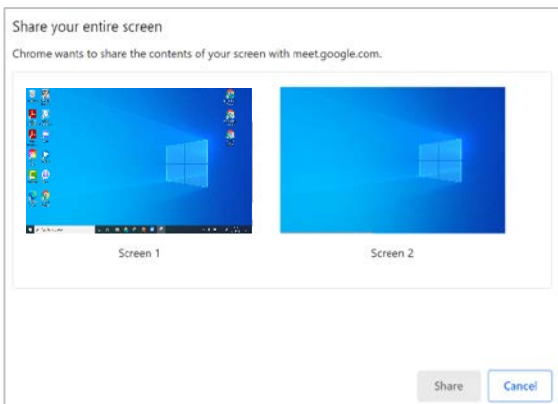 Share your entire screen
Chrome wants to share the contents of your screen with meet.google.com.
Screen 1
Screen 2
Share
Cancel